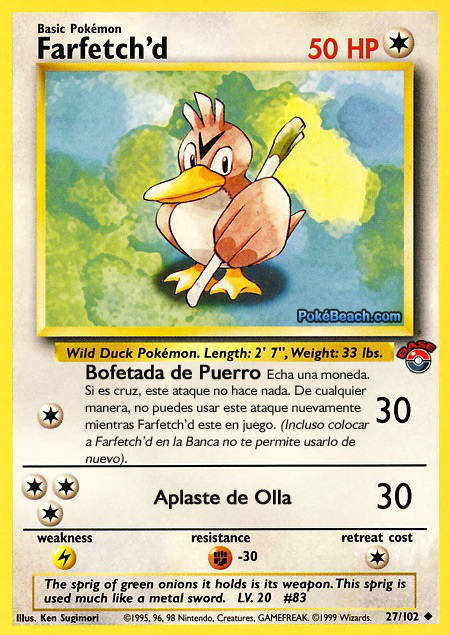 Basic Pokémon
Farfetch'd 50 HP
PokéBeach.com
Wild Duck Pokémon. Length: 2' 7", Weight: 33 lbs.
BASE
Bofetada de Puerro Echa una moneda.
Si es cruz, este ataque no hace nada. De cualquier
manera, no puedes usar este ataque nuevamente
mientras Farfetch'd este en juego. (Incluso colocar
a Farfetch'd en la Banca no te permite usarlo de
nuevo).
30
Aplaste de Olla 30
weakness resistance retreat cost
-30
The sprig of green onions it holds is its weapon. This sprig is
used much like a metal sword. LV. 20 #83
Illus. Ken Sugimori ©1995, 96, 98 Nintendo, Creatures, GAMEFREAK. ©1999 Wizards. 27/102